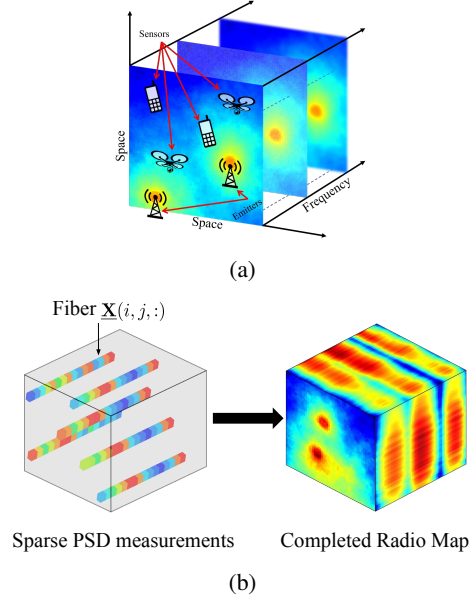 Sensors
Space
Space
Emitters
Frequency
(a)
Fiber X(i, j, :)
Sparse PSD measurements
Completed Radio Map
(b)